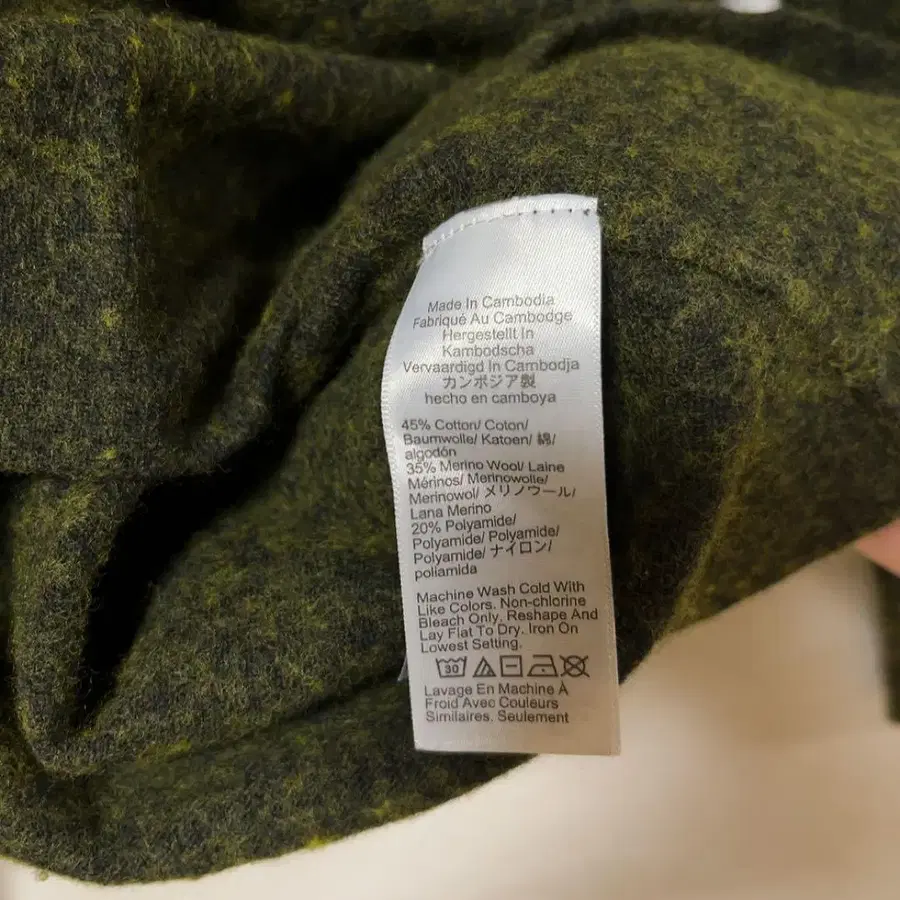 Made In Cambodia
Fabriqué Au Cambodge
Hergestellt In
Kambodscha
Vervaardigd In Cambodja
カンボジア製
hecho en camboya
45% Cotton/ Coton/
Baumwolle/ Katoen/ 綿/
algodón
35% Merino Wool/ Laine
Mérinos/ Merinowolle/
Merinowol/ メリノウール/
Lana Merino
20% Polyamide/
Polyamide/ Polyamide/
Polyamide/ ナイロン/
poliamida
Machine Wash Cold With
Like Colors. Non-chlorine
Bleach Only. Reshape And
Lay Flat To Dry. Iron On
Lowest Setting.
30
Lavage En Machine À
Froid Avec Couleurs
Similaires. Seulement